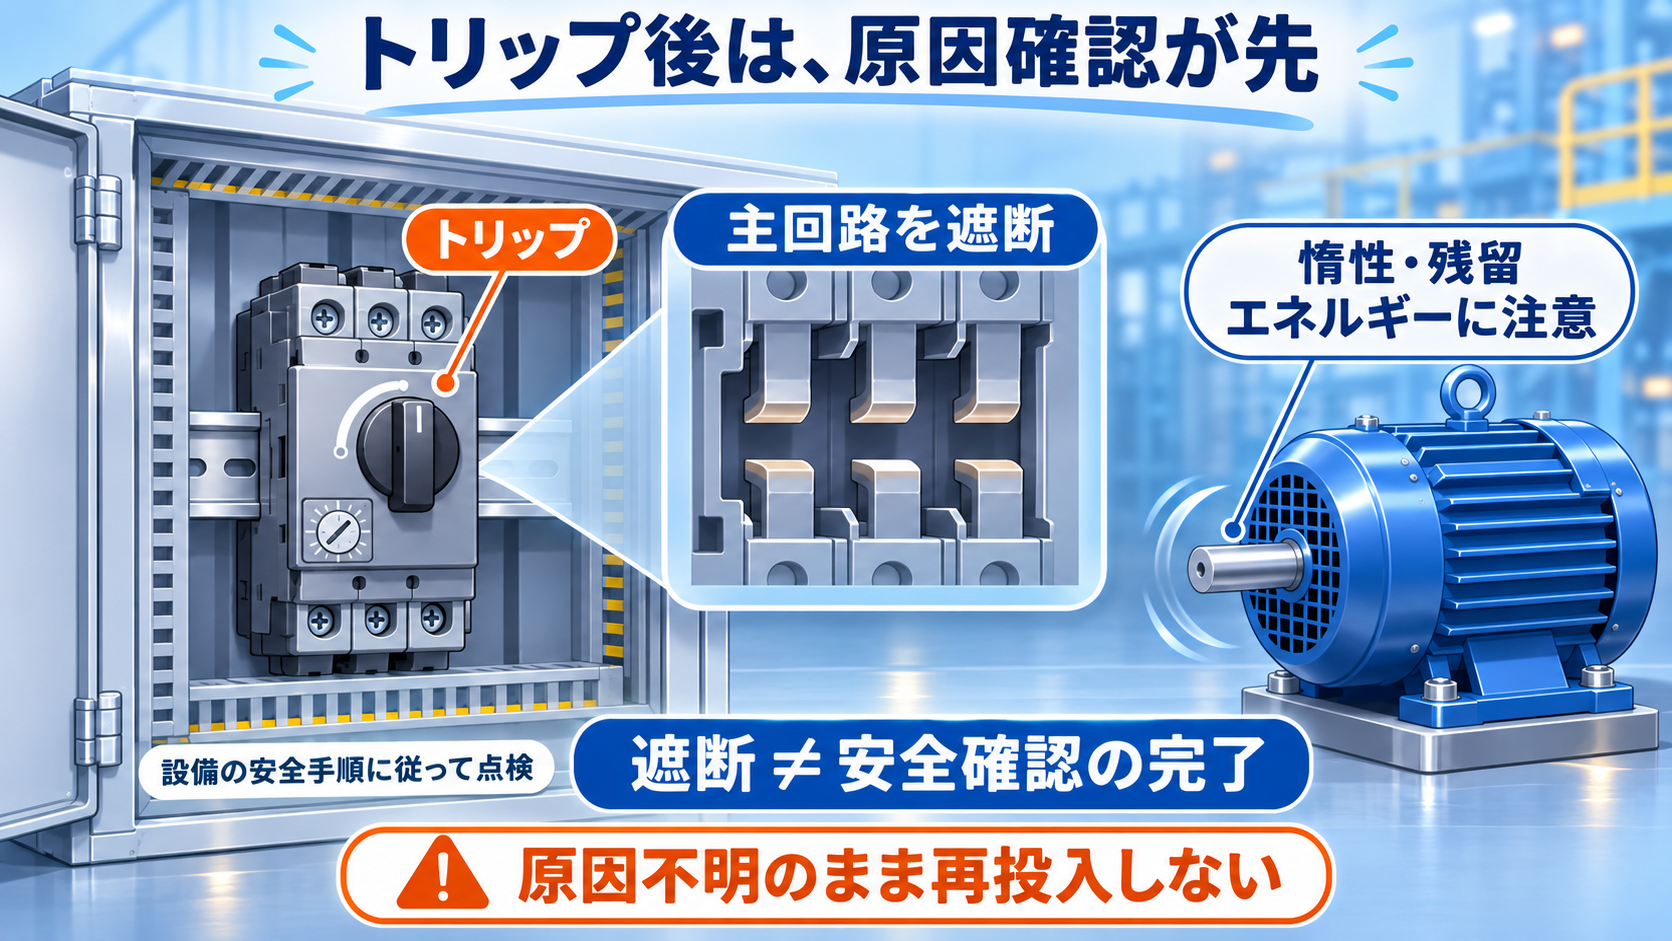 トリップ後は、原因確認が先
トリップ
主回路を遮断
惰性・残留
エネルギーに注意
設備の安全手順に従って点検
遮断≠安全確認の完了
原因不明のまま再投入しない